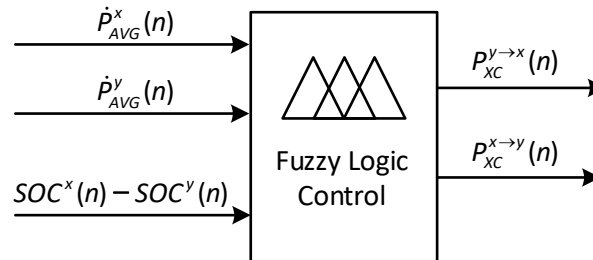 Ṗ^x_AVG(n)
Ṗ^y_AVG(n)
SOC^x(n) – SOC^y(n)
Fuzzy Logic
Control
P^{y→x}_XC(n)
P^{x→y}_XC(n)